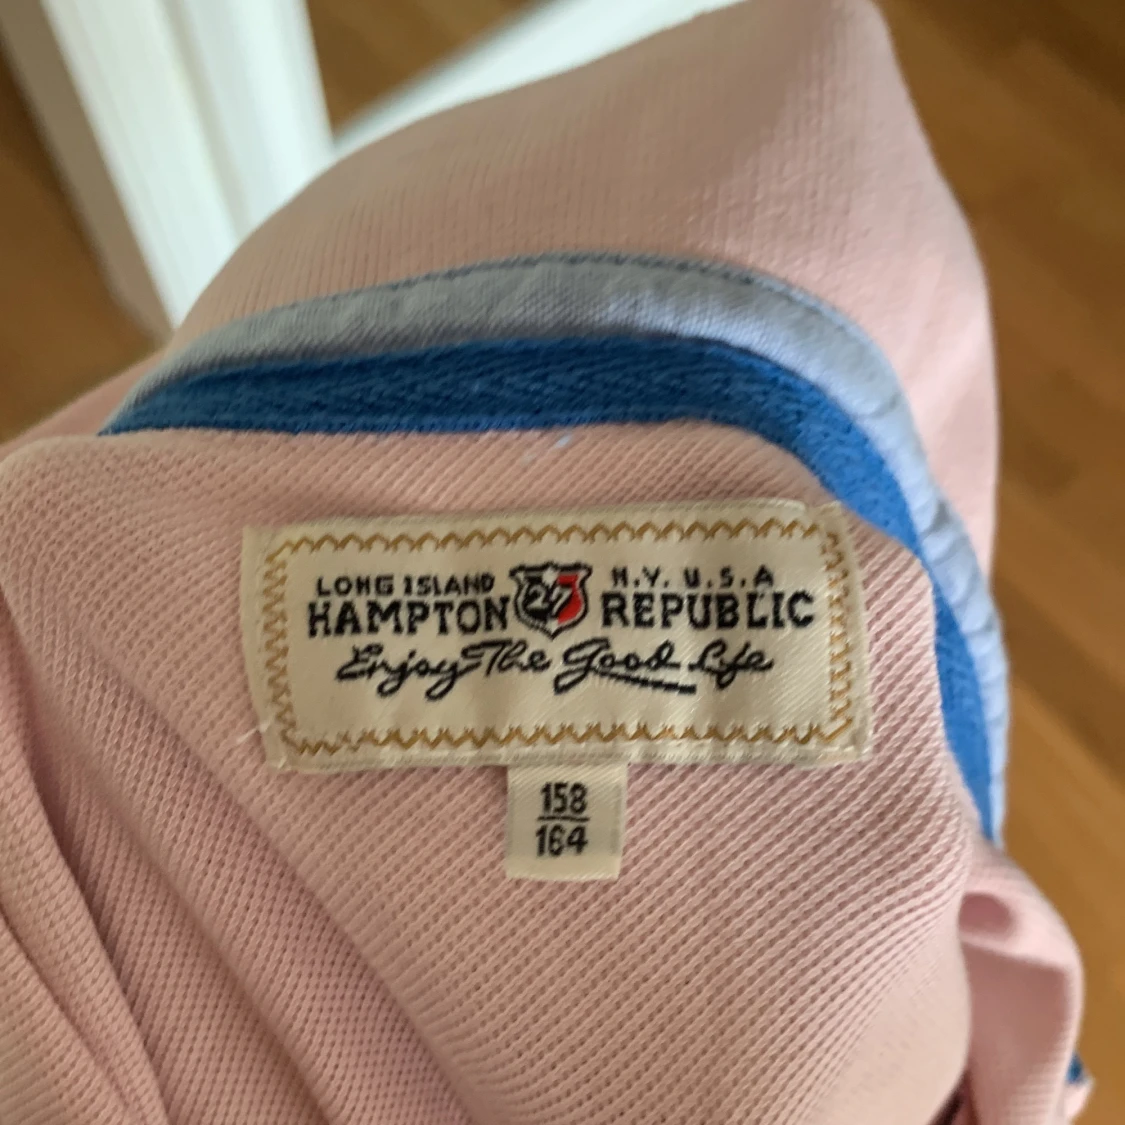 LONG ISLAND 27 N.Y. U.S.A
HAMPTON REPUBLIC
Enjoy The Good Life
158
164